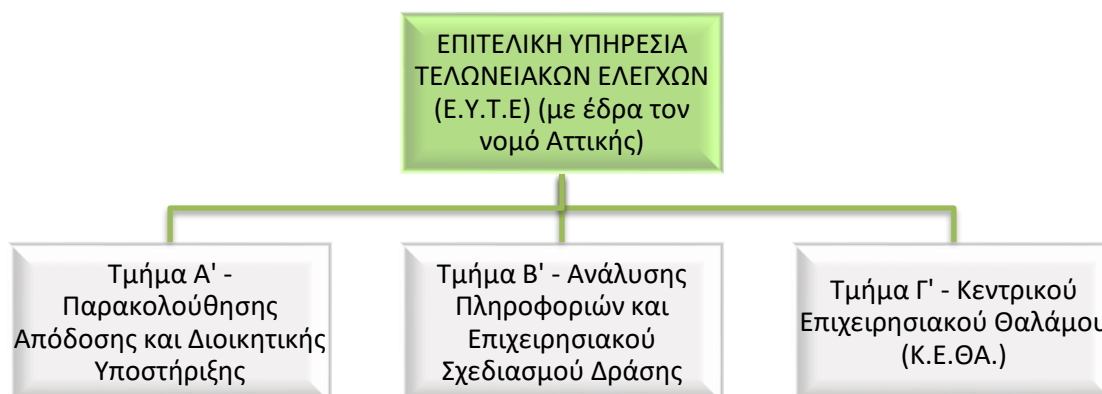 ΕΠΙΤΕΛΙΚΗ ΥΠΗΡΕΣΙΑ
ΤΕΛΩΝΕΙΑΚΩΝ ΕΛΕΓΧΩΝ
(Ε.Υ.Τ.Ε) (με έδρα τον
νομό Αττικής)
Τμήμα Α' -
Παρακολούθησης
Απόδοσης και Διοικητικής
Υποστήριξης
Τμήμα Β' - Ανάλυσης
Πληροφοριών και
Επιχειρησιακού
Σχεδιασμού Δράσης
Τμήμα Γ' - Κεντρικού
Επιχειρησιακού Θαλάμου
(Κ.Ε.ΘΑ.)